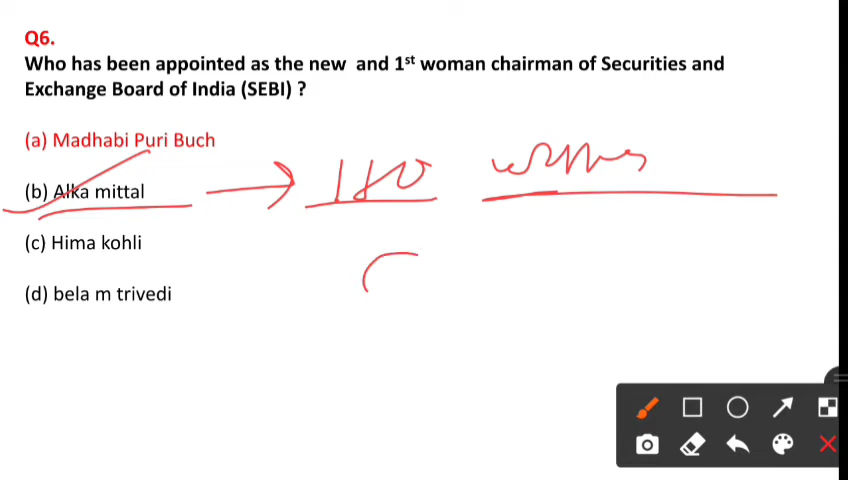 Q6.
Who has been appointed as the new and 1st woman chairman of Securities and
Exchange Board of India (SEBI) ?
(a) Madhabi Puri Buch
(b) Alka mittal
(c) Hima kohli
(d) bela m trivedi